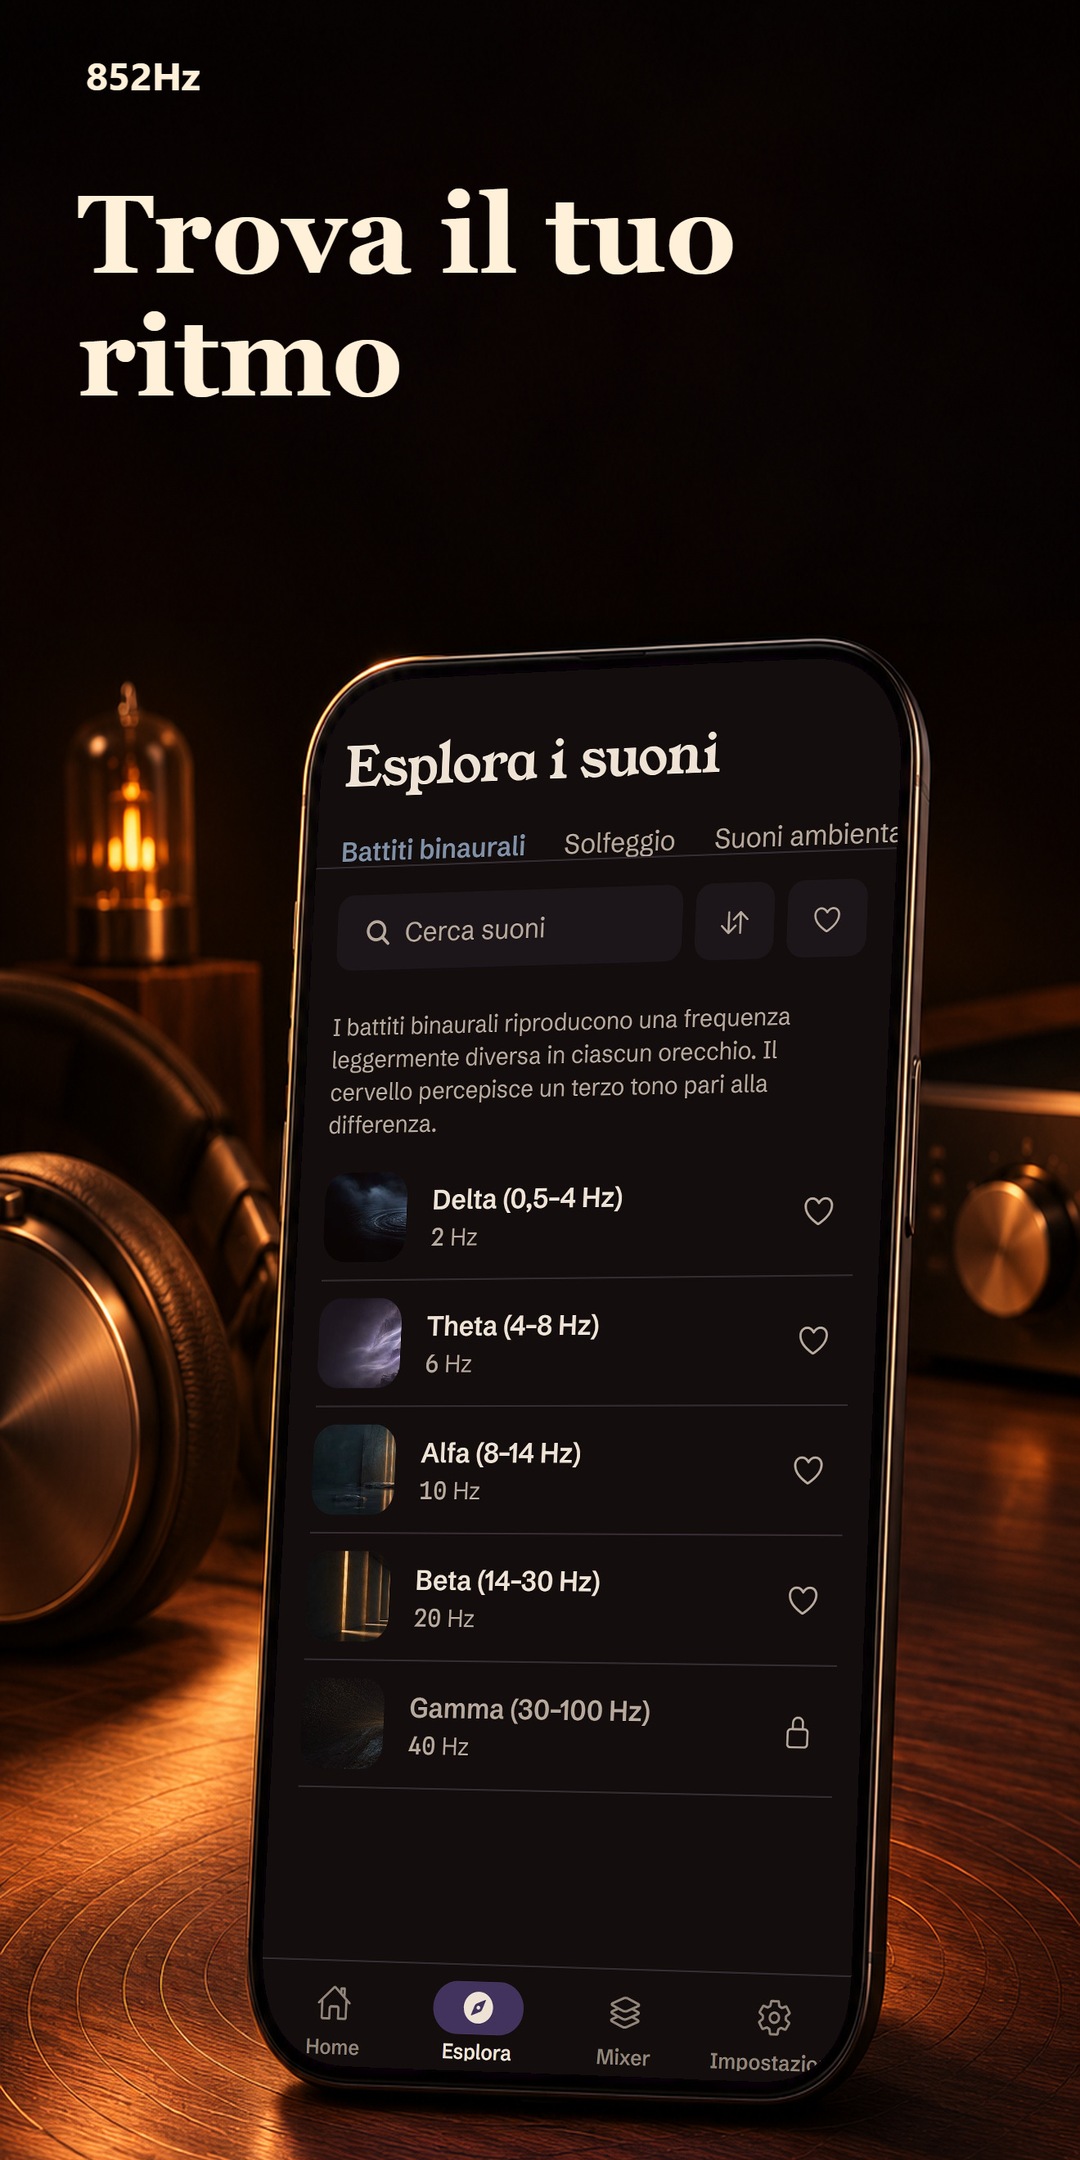 852Hz
Trova il tuo
ritmo
Esplora i suoni
Battiti binaurali Solfeggio Suoni ambienta
Cerca suoni
I battiti binaurali riproducono una frequenza
leggermente diversa in ciascun orecchio. Il
cervello percepisce un terzo tono pari alla
differenza.
Delta (0,5–4 Hz)
2 Hz
Theta (4–8 Hz)
6 Hz
Alfa (8–14 Hz)
10 Hz
Beta (14–30 Hz)
20 Hz
Gamma (30–100 Hz)
40 Hz
Home Esplora Mixer Impostazio